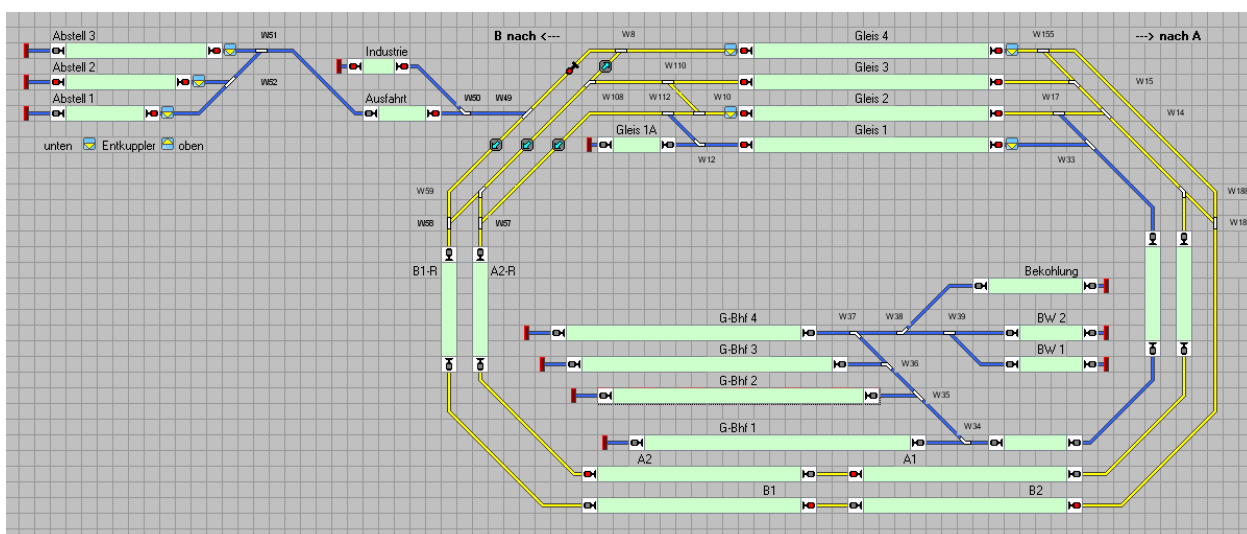 Abstell 3 W51 B nach <--- W8 Gleis 4 W155 ---> nach A
Industrie
Abstell 2 W52 W110 Gleis 3 W15
Abstell 1 Ausfahrt W50 W49 W108 W112 W10 Gleis 2 W17 W14
Gleis 1A Gleis 1
unten Entkuppler oben
W12 W33
W59 W188
W58 W57 W18
B1-R A2-R Bekohlung
G-Bhf 4 W37 W38 W39 BW 2
G-Bhf 3 BW 1
W36
G-Bhf 2
W35
G-Bhf 1 W34
A2 A1
B1 B2